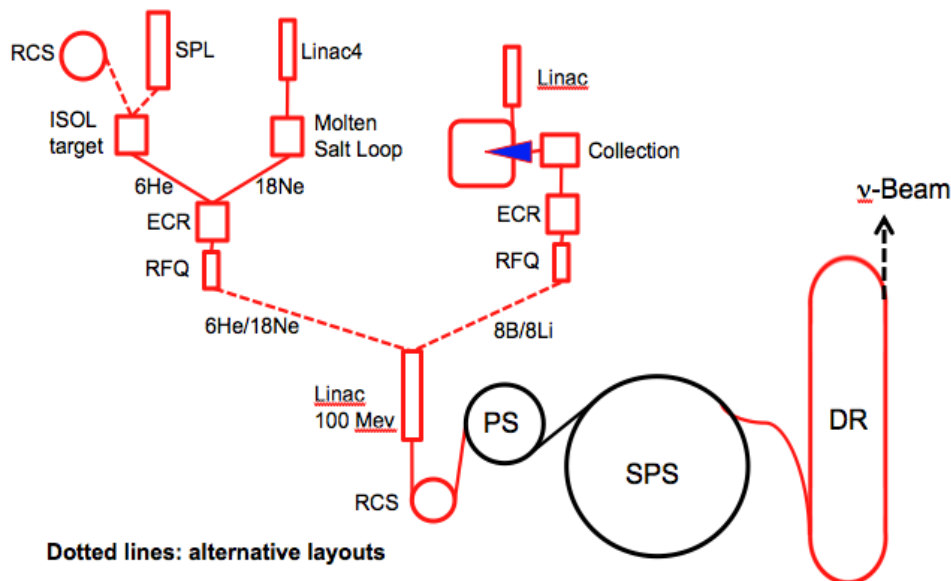 RCS
SPL
Linac4
Linac
ISOL
target
Molten
Salt Loop
Collection
6He
18Ne
ECR
ECR
ν-Beam
RFQ
RFQ
6He/18Ne
8B/8Li
Linac
100 Mev
PS
DR
SPS
RCS
Dotted lines: alternative layouts